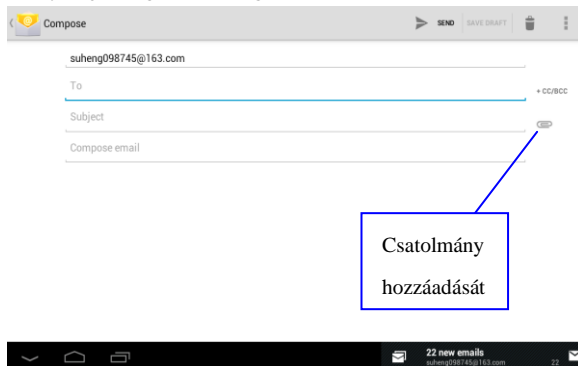 Compose
SEND
SAVE DRAFT
suheng098745@163.com
To
+ CC/BCC
Subject
Compose email
Csatolmány
hozzáadását
22 new emails
suheng098745@163.com
22